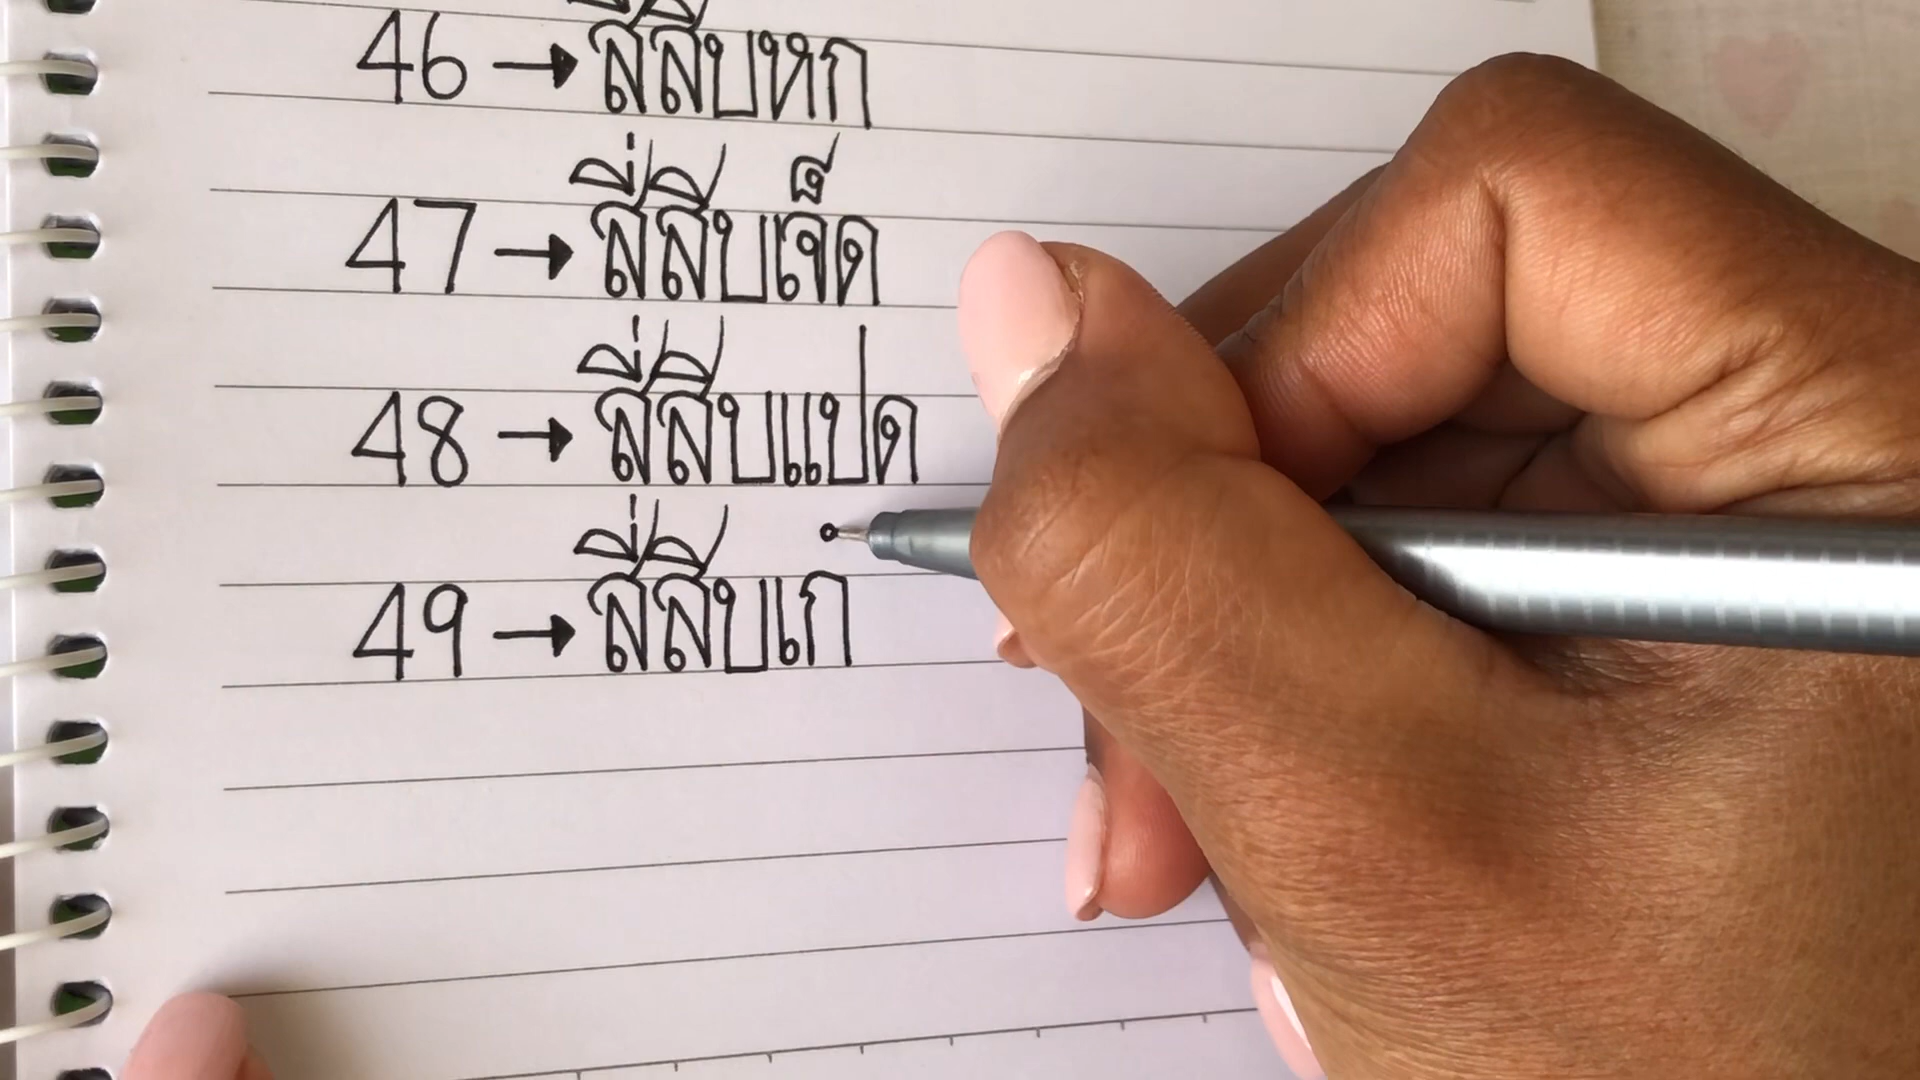 46 → สี่สิบหก
47 → สี่สิบเจ็ด
48 → สี่สิบแปด
49 → สี่สิบเก